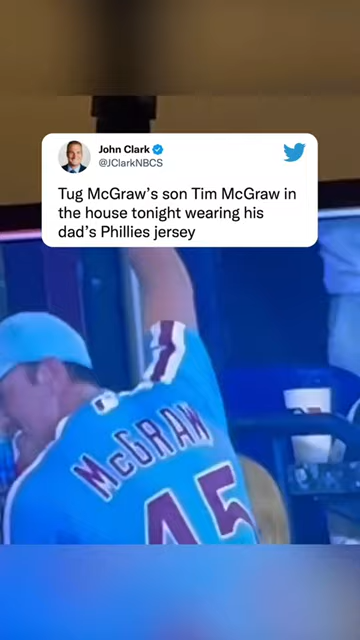 John Clark
@JClarkNBCS
Tug McGraw's son Tim McGraw in
the house tonight wearing his
dad's Phillies jersey
McGRAW
45